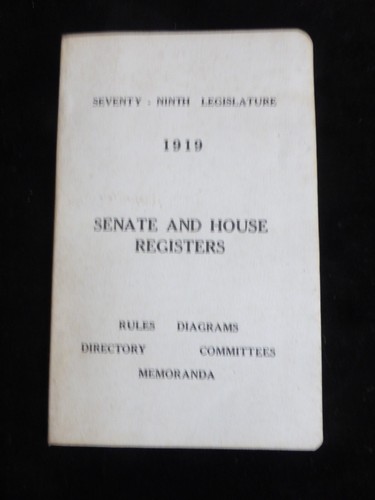 SEVENTY : NINTH LEGISLATURE
1919
SENATE AND HOUSE
REGISTERS
RULES DIAGRAMS
DIRECTORY COMMITTEES
MEMORANDA